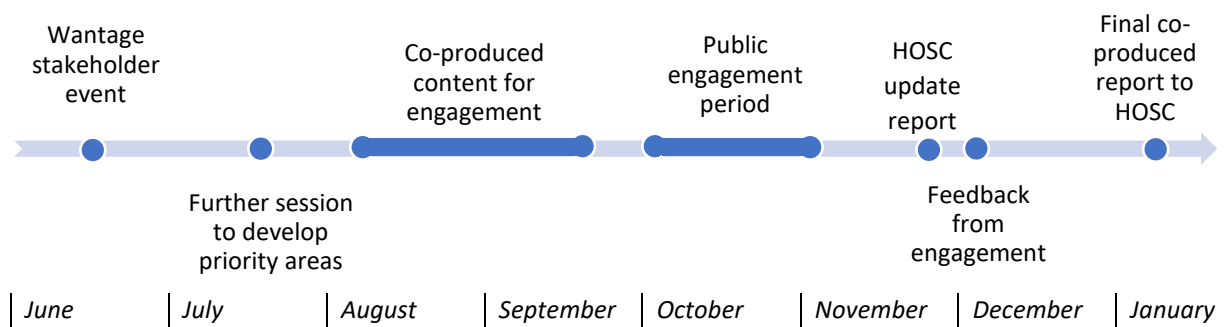 Wantage
stakeholder
event
Further session
to develop
priority areas
Co-produced
content for
engagement
Public
engagement
period
HOSC
update
report
Feedback
from
engagement
Final co-
produced
report to
HOSC
June
July
August
September
October
November
December
January